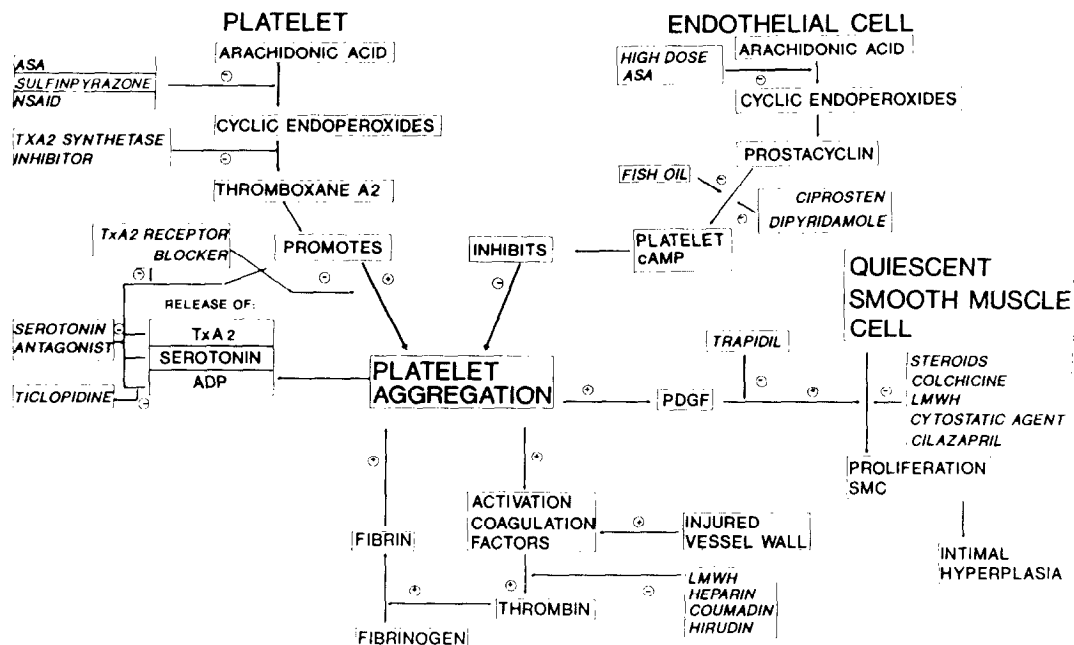 PLATELET
ARACHIDONIC ACID
ASA
SULFINPYRAZONE
NSAID
CYCLIC ENDOPEROXIDES
TXA2 SYNTHETASE
INHIBITOR
THROMBOXANE A2
TxA2 RECEPTOR
BLOCKER
PROMOTES
RELEASE OF:
SEROTONIN
ANTAGONIST
TxA2
SEROTONIN
ADP
TICLOPIDINE
ENDOTHELIAL CELL
HIGH DOSE
ASA
ARACHIDONIC ACID
CYCLIC ENDOPEROXIDES
PROSTACYCLIN
FISH OIL
CIPROSTEN
DIPYRIDAMOLE
PLATELET
cAMP
INHIBITS
PLATELET
AGGREGATION
PDGF
TRAPIDIL
QUIESCENT
SMOOTH MUSCLE
CELL
STEROIDS
COLCHICINE
LMWH
CYTOSTATIC AGENT
CILAZAPRIL
PROLIFERATION
SMC
INTIMAL
HYPERPLASIA
ACTIVATION
COAGULATION
FACTORS
INJURED
VESSEL WALL
FIBRIN
THROMBIN
LMWH
HEPARIN
COUMADIN
HIRUDIN
FIBRINOGEN